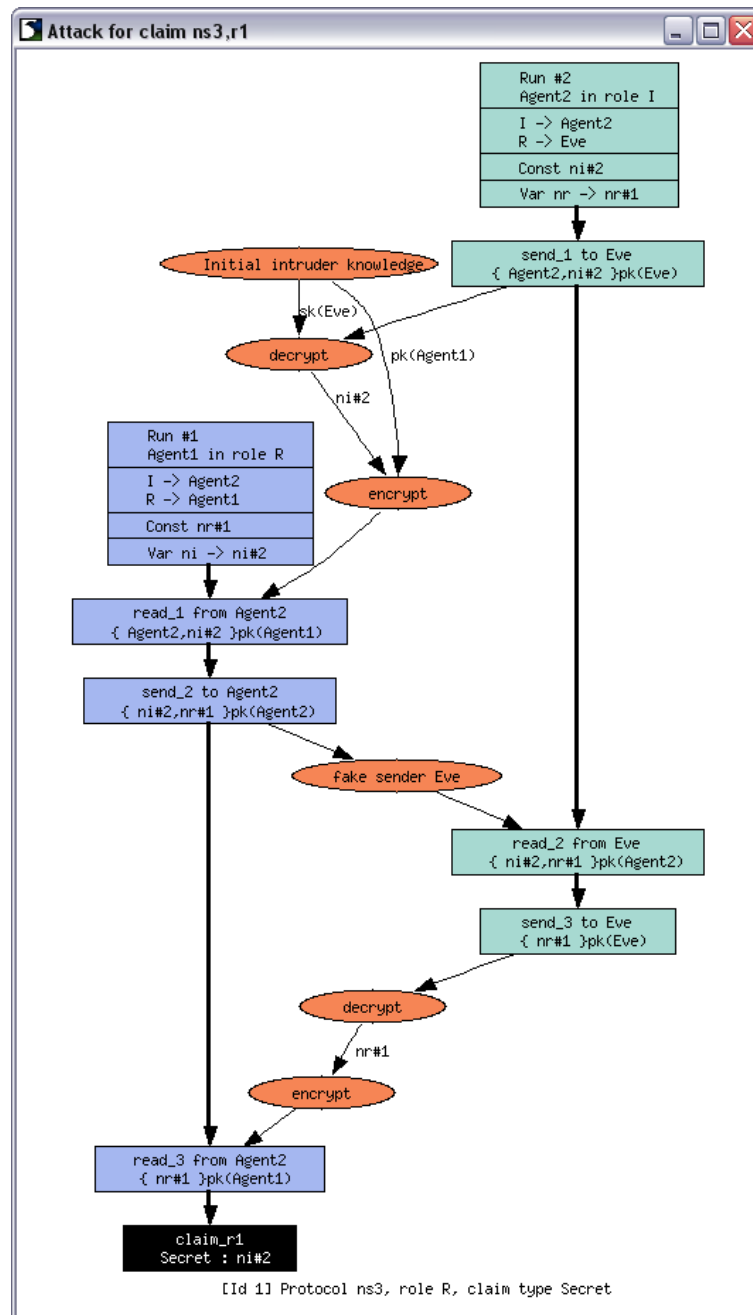 Attack for claim ns3,r1
Run #2
Agent2 in role I
I -> Agent2
R -> Eve
Const ni#2
Var nr -> nr#1
send_1 to Eve
{ Agent2,ni#2 }pk(Eve)
Initial intruder knowledge
sk(Eve)
decrypt
pk(Agent1)
ni#2
Run #1
Agent1 in role R
I -> Agent2
R -> Agent1
Const nr#1
Var ni -> ni#2
encrypt
read_1 from Agent2
{ Agent2,ni#2 }pk(Agent1)
send_2 to Agent2
{ ni#2,nr#1 }pk(Agent2)
fake sender Eve
read_2 from Eve
{ ni#2,nr#1 }pk(Agent2)
send_3 to Eve
{ nr#1 }pk(Eve)
decrypt
nr#1
encrypt
read_3 from Agent2
{ nr#1 }pk(Agent1)
claim_r1
Secret : ni#2
[Id 1] Protocol ns3, role R, claim type Secret